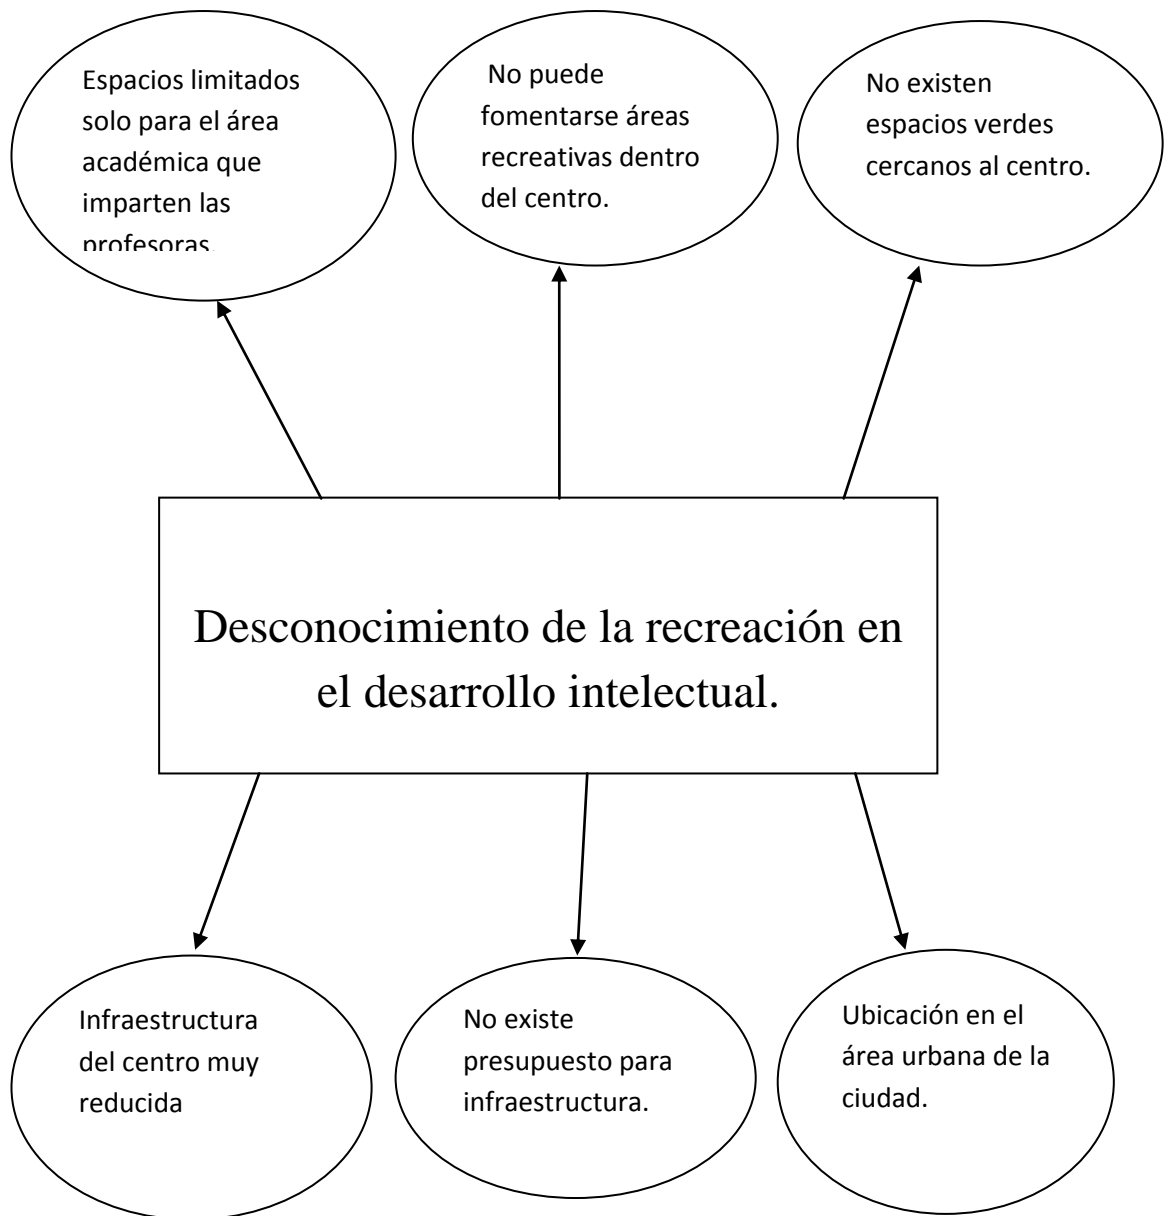 Espacios limitados
solo para el área
académica que
imparten las
profesoras.
No puede
fomentarse áreas
recreativas dentro
del centro.
No existen
espacios verdes
cercanos al centro.
Desconocimiento de la recreación en
el desarrollo intelectual.
Infraestructura
del centro muy
reducida
No existe
presupuesto para
infraestructura.
Ubicación en el
área urbana de la
ciudad.